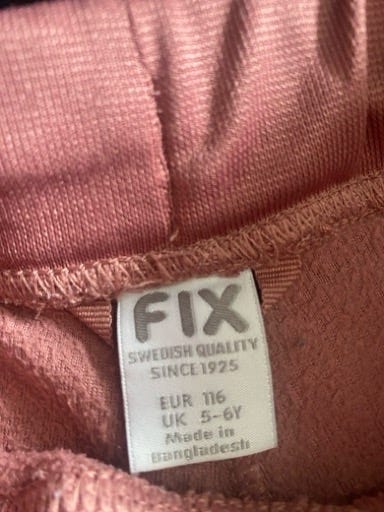 FIX
SWEDISH QUALITY
SINCE 1925
EUR 116
UK 5-6Y
Made in
Bangladesh